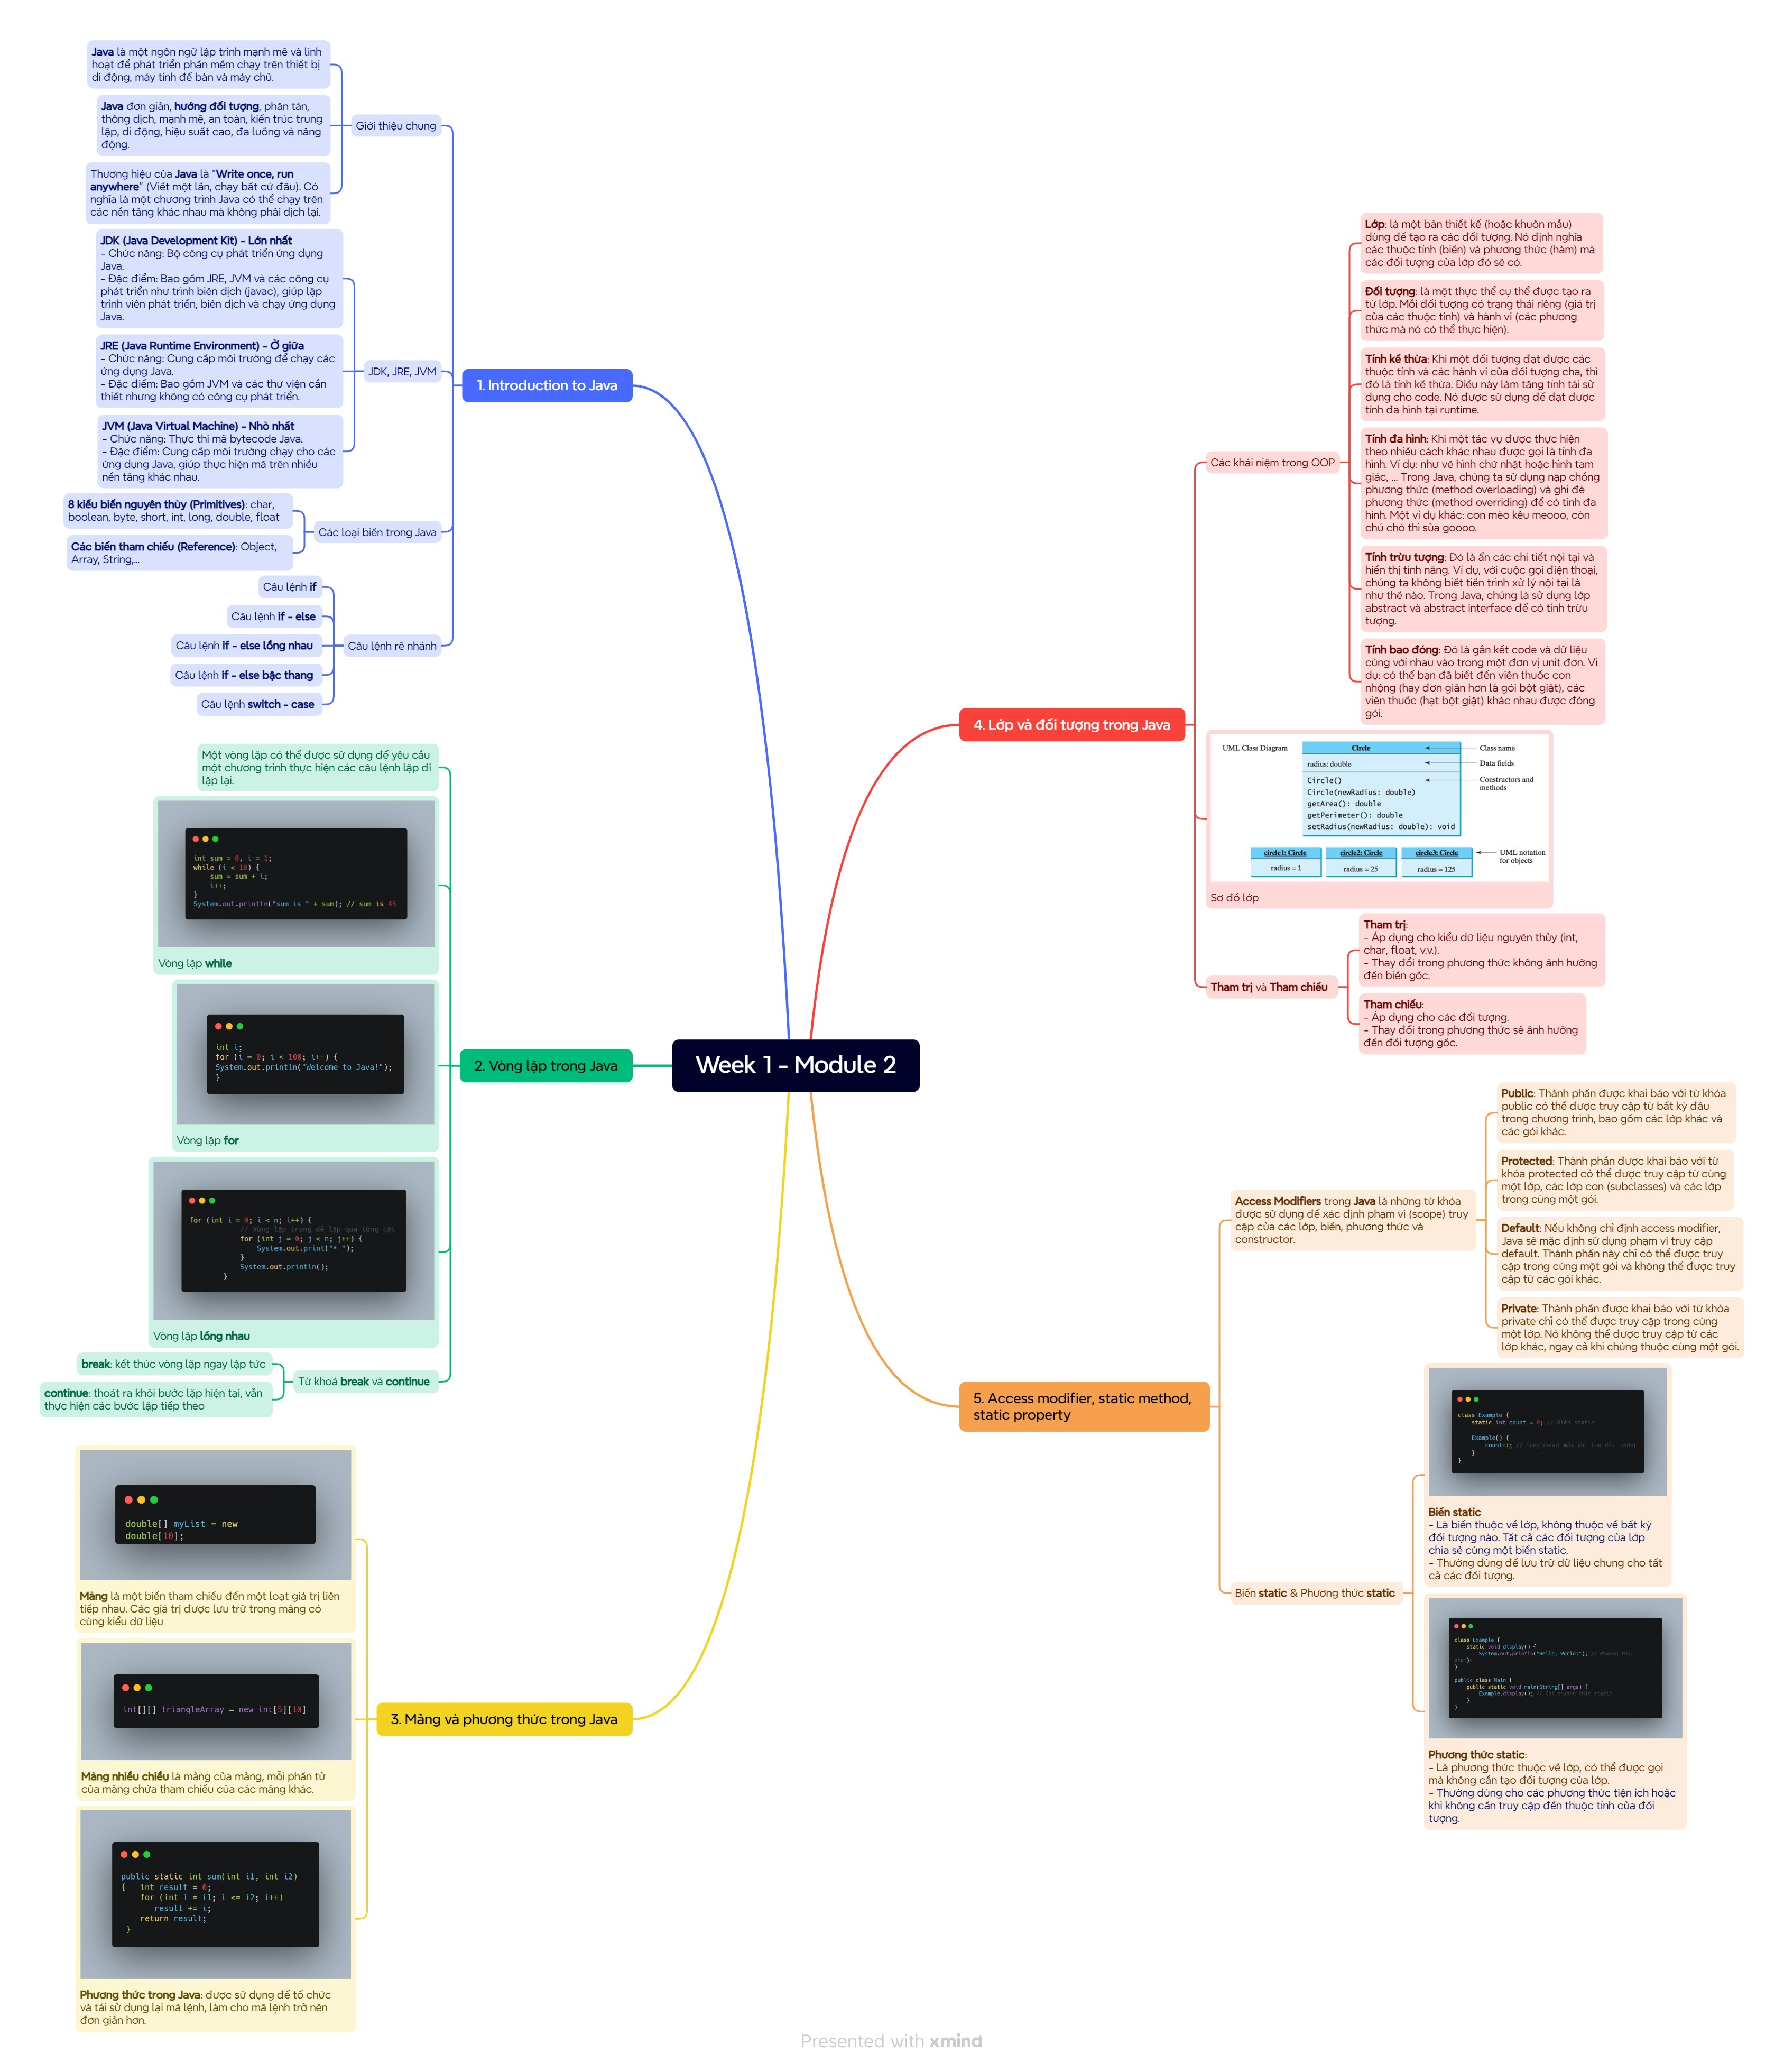 Week 1 - Module 2
1. Introduction to Java
Giới thiệu chung
Java là một ngôn ngữ lập trình mạnh mẽ và linh
hoạt để phát triển phần mềm chạy trên thiết bị
di động, máy tính để bàn và máy chủ.
Java đơn giản, hướng đối tượng, phân tán,
thông dịch, mạnh mẽ, an toàn, kiến trúc trung
lập, di động, hiệu suất cao, đa luồng và năng
động.
Thương hiệu của Java là "Write once, run
anywhere" (Viết một lần, chạy bất cứ đâu). Có
nghĩa là một chương trình Java có thể chạy trên
các nền tảng khác nhau mà không phải dịch lại.
JDK, JRE, JVM
JDK (Java Development Kit) - Lớn nhất
- Chức năng: Bộ công cụ phát triển ứng dụng
Java.
- Đặc điểm: Bao gồm JRE, JVM và các công cụ
phát triển như trình biên dịch (javac), giúp lập
trình viên phát triển, biên dịch và chạy ứng dụng
Java.
JRE (Java Runtime Environment) - Ở giữa
- Chức năng: Cung cấp môi trường để chạy các
ứng dụng Java.
- Đặc điểm: Bao gồm JVM và các thư viện cần
thiết nhưng không có công cụ phát triển.
JVM (Java Virtual Machine) - Nhỏ nhất
- Chức năng: Thực thi mã bytecode Java.
- Đặc điểm: Cung cấp môi trường chạy cho các
ứng dụng Java, giúp thực hiện mã trên nhiều
nền tảng khác nhau.
Các loại biến trong Java
8 kiểu biến nguyên thủy (Primitives): char,
boolean, byte, short, int, long, double, float
Các biến tham chiếu (Reference): Object,
Array, String,...
Câu lệnh rẽ nhánh
Câu lệnh if
Câu lệnh if - else
Câu lệnh if - else lồng nhau
Câu lệnh if - else bậc thang
Câu lệnh switch - case
2. Vòng lặp trong Java
Một vòng lặp có thể được sử dụng để yêu cầu
một chương trình thực hiện các câu lệnh lặp đi
lặp lại.
int sum = 0, i = 1;
while (i < 10) {
sum = sum + i;
i++;
}
System.out.println("sum is " + sum); // sum is 45
Vòng lặp while
int i;
for (i = 0; i < 100; i++) {
System.out.println("Welcome to Java!");
}
Vòng lặp for
for (int i = 0; i < n; i++) {
// Vòng lặp trong để lặp qua từng cột
for (int j = 0; j < n; j++) {
System.out.print("* ");
}
System.out.println();
}
Vòng lặp lồng nhau
Từ khoá break và continue
break: kết thúc vòng lặp ngay lập tức
continue: thoát ra khỏi bước lặp hiện tại, vẫn
thực hiện các bước lặp tiếp theo
3. Mảng và phương thức trong Java
double[] myList = new
double[10];
Mảng là một biến tham chiếu đến một loạt giá trị liên
tiếp nhau. Các giá trị được lưu trữ trong mảng có
cùng kiểu dữ liệu
int[][] triangleArray = new int[5][10]
Mảng nhiều chiều là mảng của mảng, mỗi phần tử
của mảng chứa tham chiếu của các mảng khác.
public static int sum(int i1, int i2)
{ int result = 0;
for (int i = i1; i <= i2; i++)
result += i;
return result;
}
Phương thức trong Java: được sử dụng để tổ chức
và tái sử dụng lại mã lệnh, làm cho mã lệnh trở nên
đơn giản hơn.
4. Lớp và đối tượng trong Java
Các khái niệm trong OOP
Lớp: là một bản thiết kế (hoặc khuôn mẫu)
dùng để tạo ra các đối tượng. Nó định nghĩa
các thuộc tính (biến) và phương thức (hàm) mà
các đối tượng của lớp đó sẽ có.
Đối tượng: là một thực thể cụ thể được tạo ra
từ lớp. Mỗi đối tượng có trạng thái riêng (giá trị
của các thuộc tính) và hành vi (các phương
thức mà nó có thể thực hiện).
Tính kế thừa: Khi một đối tượng đạt được các
thuộc tính và các hành vi của đối tượng cha, thì
đó là tính kế thừa. Điều này làm tăng tính tái sử
dụng cho code. Nó được sử dụng để đạt được
tính đa hình tại runtime.
Tính đa hình: Khi một tác vụ được thực hiện
theo nhiều cách khác nhau được gọi là tính đa
hình. Ví dụ: như vẽ hình chữ nhật hoặc hình tam
giác, ... Trong Java, chúng ta sử dụng nạp chồng
phương thức (method overloading) và ghi đè
phương thức (method overriding) để có tính đa
hình. Một ví dụ khác: con mèo kêu meooo, còn
chú chó thì sủa goooo.
Tính trừu tượng: Đó là ẩn các chi tiết nội tại và
hiển thị tính năng. Ví dụ, với cuộc gọi điện thoại,
chúng ta không biết tiến trình xử lý nội tại là
như thế nào. Trong Java, chúng là sử dụng lớp
abstract và abstract interface để có tính trừu
tượng.
Tính bao đóng: Đó là gắn kết code và dữ liệu
cùng với nhau vào trong một đơn vị unit đơn. Ví
dụ: có thể bạn đã biết đến viên thuốc con
nhộng (hay đơn giản hơn là gói bột giặt), các
viên thuốc (hạt bột giặt) khác nhau được đóng
gói.
UML Class Diagram
Circle
Class name
radius: double
Data fields
Circle()
Constructors and
methods
Circle(newRadius: double)
getArea(): double
getPerimeter(): double
setRadius(newRadius: double): void
circle1: Circle
circle2: Circle
circle3: Circle
UML notation
for objects
radius = 1
radius = 25
radius = 125
Sơ đồ lớp
Tham trị và Tham chiếu
Tham trị:
- Áp dụng cho kiểu dữ liệu nguyên thủy (int,
char, float, v.v.).
- Thay đổi trong phương thức không ảnh hưởng
đến biến gốc.
Tham chiếu:
- Áp dụng cho các đối tượng.
- Thay đổi trong phương thức sẽ ảnh hưởng
đến đối tượng gốc.
5. Access modifier, static method,
static property
Access Modifiers trong Java là những từ khóa
được sử dụng để xác định phạm vi (scope) truy
cập của các lớp, biến, phương thức và
constructor.
Public: Thành phần được khai báo với từ khóa
public có thể được truy cập từ bất kỳ đâu
trong chương trình, bao gồm các lớp khác và
các gói khác.
Protected: Thành phần được khai báo với từ
khóa protected có thể được truy cập từ cùng
một lớp, các lớp con (subclasses) và các lớp
trong cùng một gói.
Default: Nếu không chỉ định access modifier,
Java sẽ mặc định sử dụng phạm vi truy cập
default. Thành phần này chỉ có thể được truy
cập trong cùng một gói và không thể được truy
cập từ các gói khác.
Private: Thành phần được khai báo với từ khóa
private chỉ có thể được truy cập trong cùng
một lớp. Nó không thể được truy cập từ các
lớp khác, ngay cả khi chúng thuộc cùng một gói.
Biến static & Phương thức static
class Example {
static int count = 0; // Biến static
Example() {
count++; // Tăng count mỗi khi tạo đối tượng
}
}
Biến static
- Là biến thuộc về lớp, không thuộc về bất kỳ
đối tượng nào. Tất cả các đối tượng của lớp
chia sẻ cùng một biến static.
- Thường dùng để lưu trữ dữ liệu chung cho tất
cả các đối tượng.
class Example {
static void display() {
System.out.println("Hello, World!"); // Phương thức
static
}
public class Main {
public static void main(String[] args) {
Example.display(); // Gọi phương thức static
}
}
Phương thức static:
- Là phương thức thuộc về lớp, có thể được gọi
mà không cần tạo đối tượng của lớp.
- Thường dùng cho các phương thức tiện ích hoặc
khi không cần truy cập đến thuộc tính của đối
tượng.
Presented with xmind